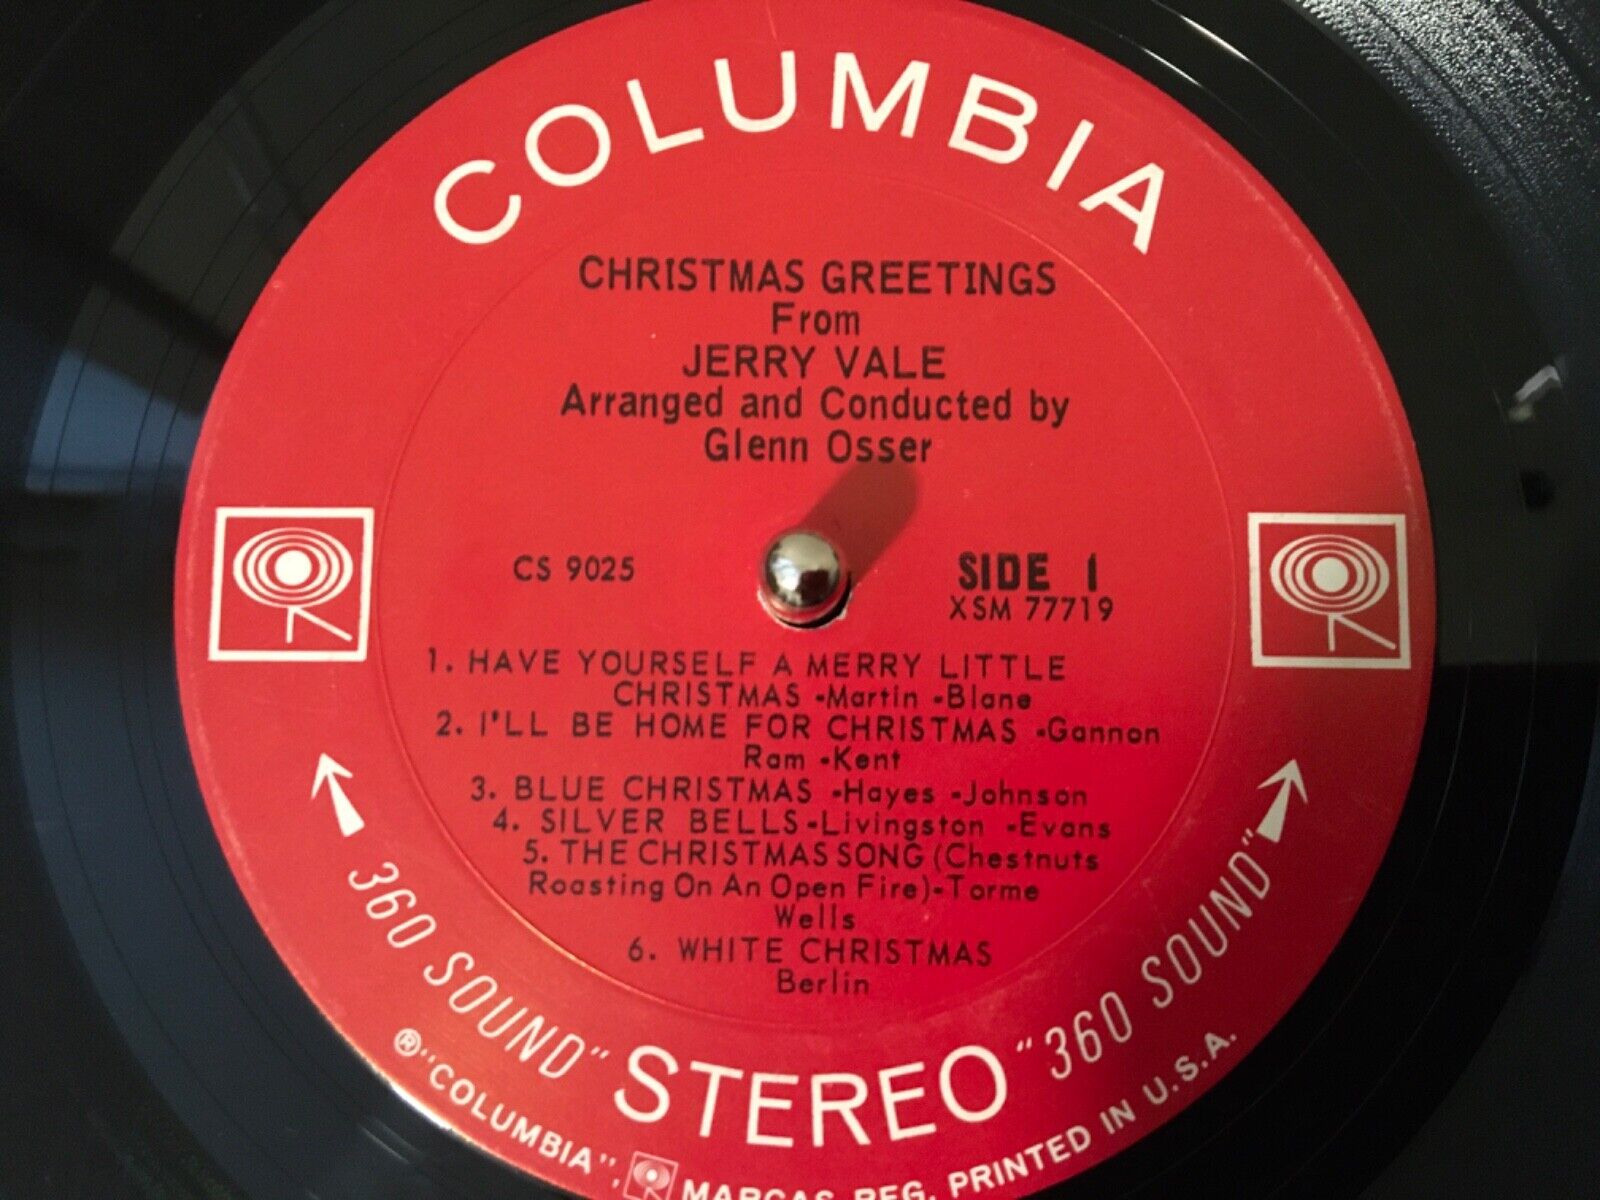 COLUMBIA
CHRISTMAS GREETINGS
From
JERRY VALE
Arranged and Conducted by
Glenn Osser
CS 9025
SIDE 1
XSM 77719
1. HAVE YOURSELF A MERRY LITTLE
CHRISTMAS -Martin -Blane
2. I'LL BE HOME FOR CHRISTMAS -Gannon
Ram -Kent
3. BLUE CHRISTMAS -Hayes -Johnson
4. SILVER BELLS -Livingston -Evans
5. THE CHRISTMAS SONG (Chestnuts
Roasting On An Open Fire) -Torme
Wells
6. WHITE CHRISTMAS
Berlin
360 SOUND" STEREO "360 SOUND"
® "COLUMBIA", MARCAS REG. PRINTED IN U.S.A.